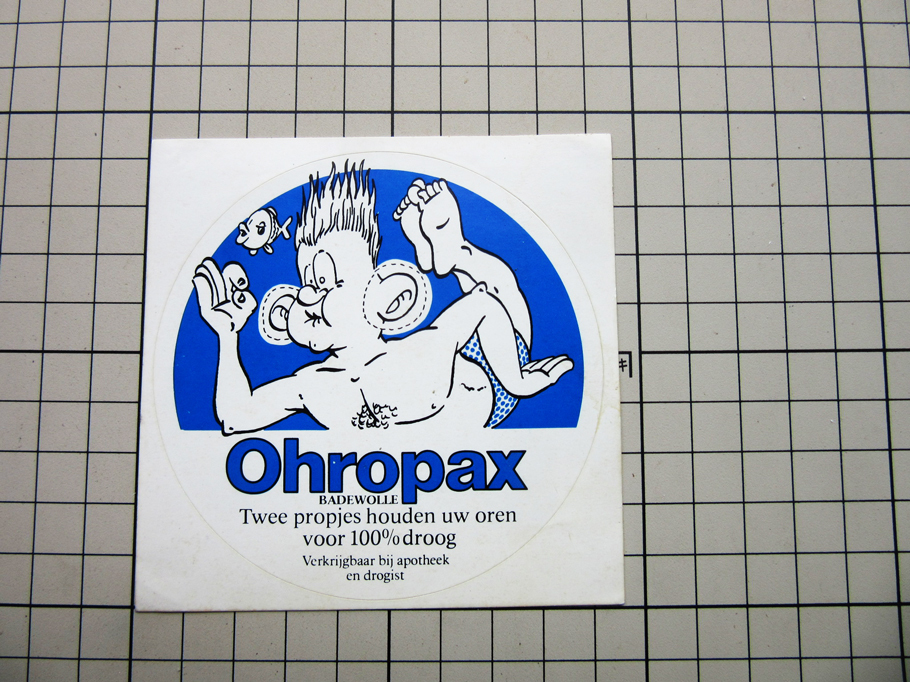 Ohropax
BADEWOLLE
Twee propjes houden uw oren
voor 100% droog
Verkrijgbaar bij apotheek
en drogist